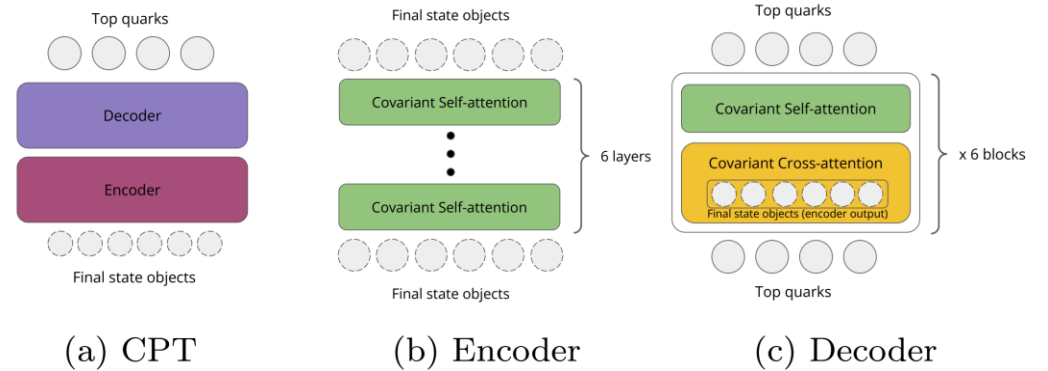 Top quarks
Decoder
Encoder
Final state objects
(a) CPT
Final state objects
Covariant Self-attention
Covariant Self-attention
6 layers
Final state objects
(b) Encoder
Top quarks
Covariant Self-attention
Covariant Cross-attention
Final state objects (encoder output)
x 6 blocks
Top quarks
(c) Decoder